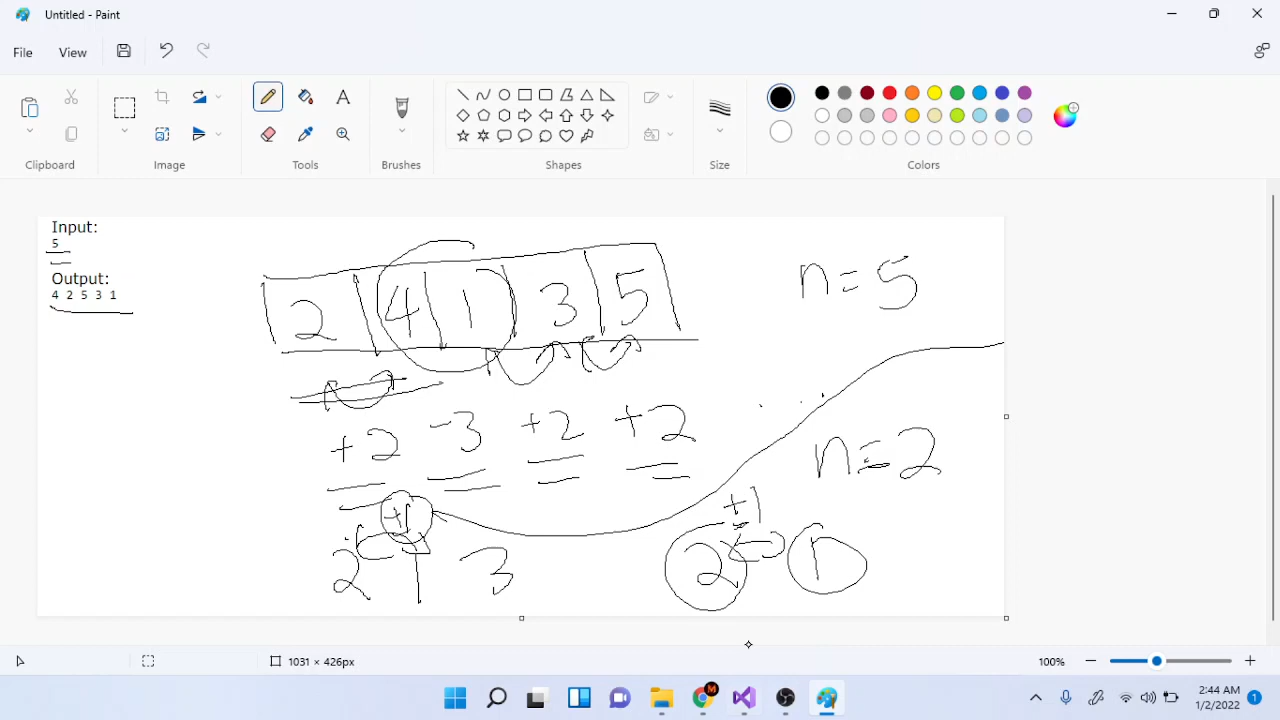 Untitled - Paint
File View
Clipboard Image Tools Brushes Shapes Size Colors
Input:
5
Output:
4 2 5 3 1
2 4 1 3 5
n=5
+2 -3 +2 +2
n=2
+1
+1
2 1 3
2 1
1031 × 426px
100%
M
2:44 AM
1/2/2022
1